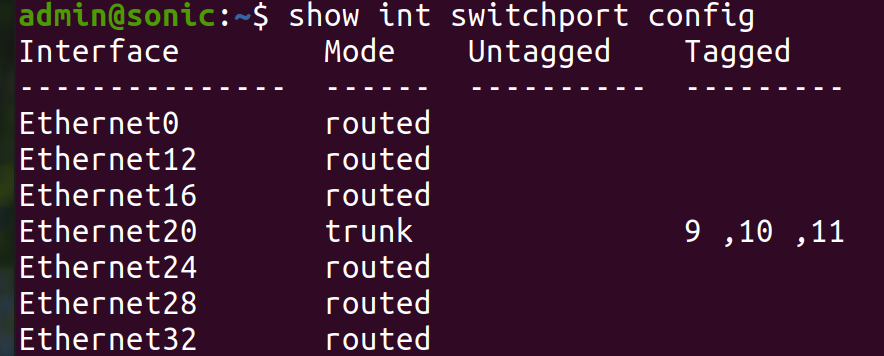 admin@sonic:~$ show int switchport config
Interface        Mode    Untagged    Tagged
---------------  ------  ----------  ---------
Ethernet0        routed
Ethernet12       routed
Ethernet16       routed
Ethernet20       trunk               9 ,10 ,11
Ethernet24       routed
Ethernet28       routed
Ethernet32       routed